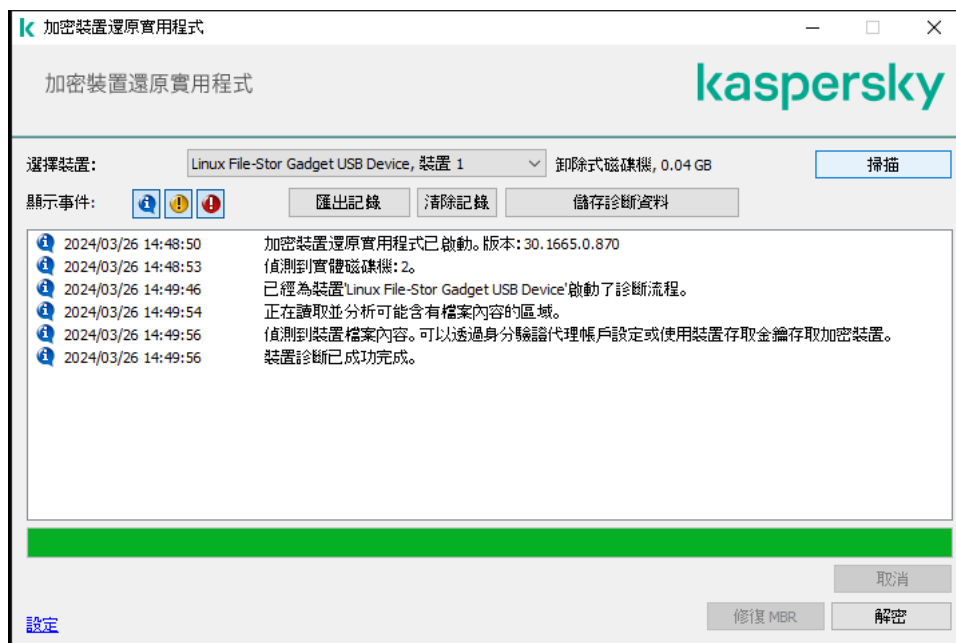 加密裝置還原實用程式
加密裝置還原實用程式
kaspersky
選擇裝置: Linux File-Stor Gadget USB Device, 裝置 1 卸除式磁碟機, 0.04 GB 掃描
顯示事件: 匯出記錄 清除記錄 儲存診斷資料
2024/03/26 14:48:50 加密裝置還原實用程式已啟動。版本: 30.1665.0.870
2024/03/26 14:48:53 偵測到實體磁碟機: 2。
2024/03/26 14:49:46 已經為裝置'Linux File-Stor Gadget USB Device'啟動了診斷流程。
2024/03/26 14:49:54 正在讀取並分析可能含有檔案內容的區域。
2024/03/26 14:49:56 偵測到裝置檔案內容。可以透過身分驗證代理帳戶設定或使用裝置存取金鑰存取加密裝置。
2024/03/26 14:49:56 裝置診斷已成功完成。
取消
設定 修復 MBR 解密